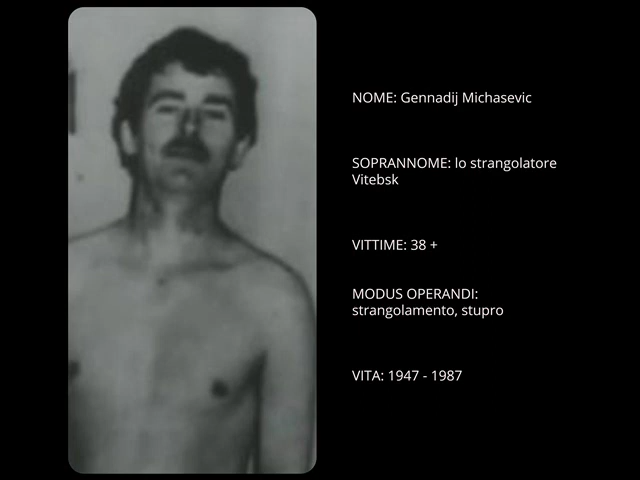 NOME: Gennadij Michasevic
SOPRANNOME: lo strangolatore
Vitebsk
VITTIME: 38 +
MODUS OPERANDI:
strangolamento, stupro
VITA: 1947 - 1987